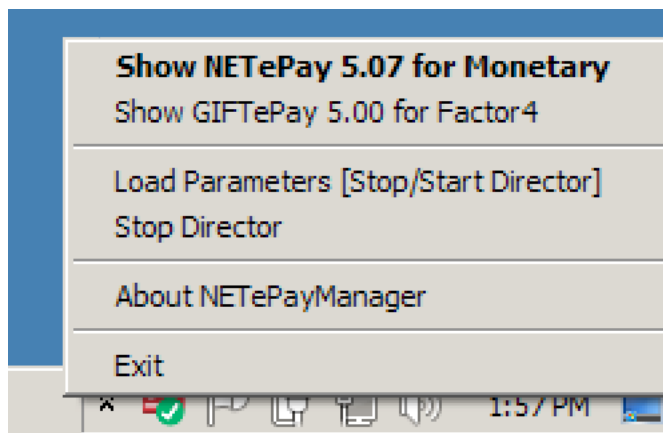 Show NETePay 5.07 for Monetary
Show GIFTePay 5.00 for Factor4
Load Parameters [Stop/Start Director]
Stop Director
About NETePayManager
Exit
1:57 PM